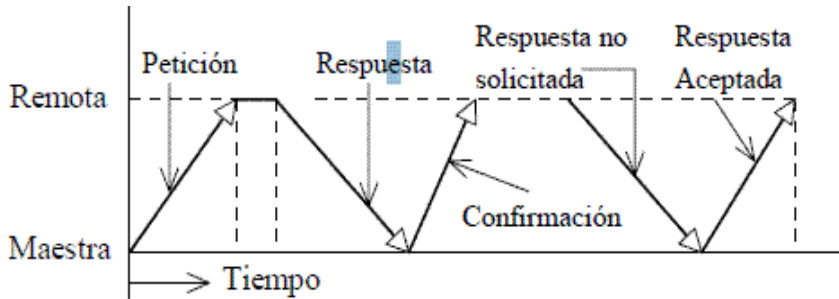 Petición
Respuesta
Respuesta no
solicitada
Respuesta
Aceptada
Remota
Confirmación
Maestra
Tiempo